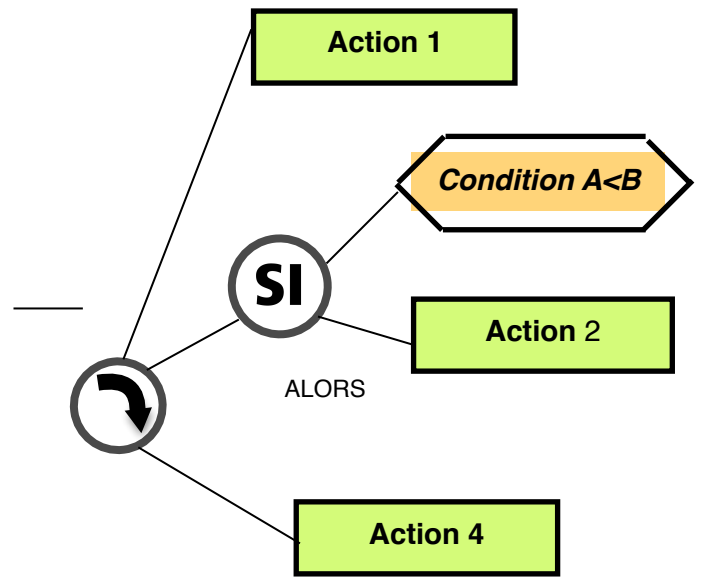 Action 1
Condition A<B
SI
Action 2
ALORS
Action 4